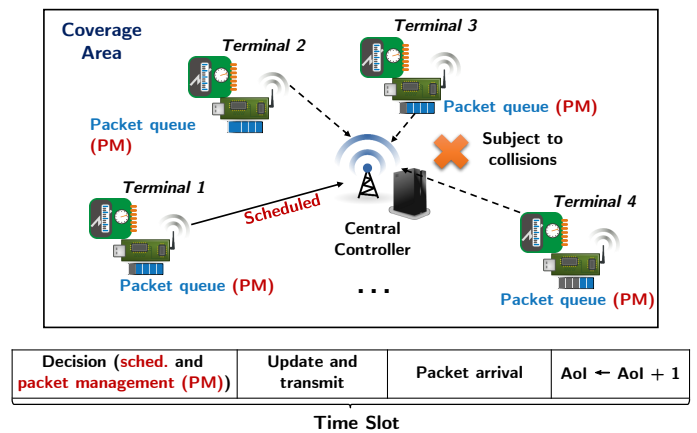 Coverage
Area
Terminal 2
Terminal 3
Packet queue (PM)
Packet queue
(PM)
Subject to
collisions
Terminal 1
Scheduled
Terminal 4
Central
Controller
Packet queue (PM)
Packet queue (PM)
...
Decision (sched. and
packet management (PM))
Update and
transmit
Packet arrival
AoI ← AoI + 1
Time Slot